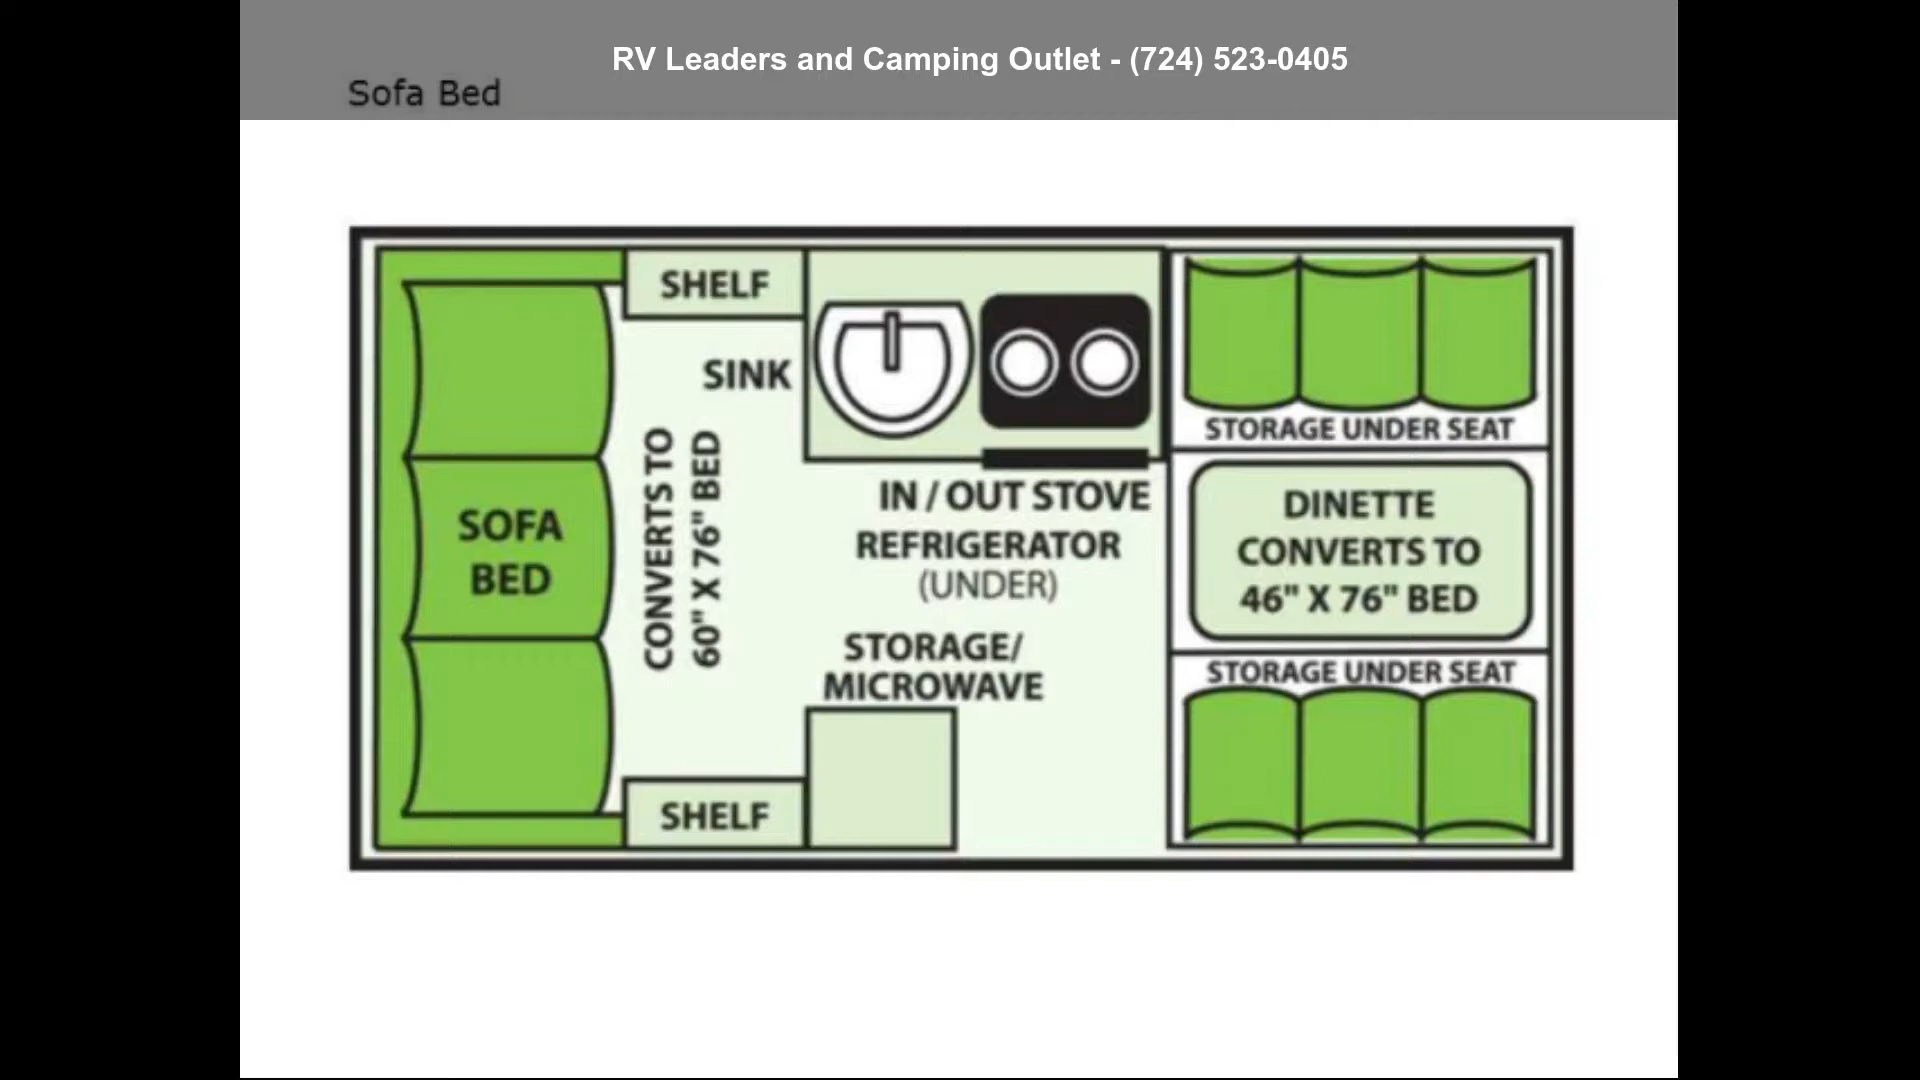 RV Leaders and Camping Outlet - (724) 523-0405
Sofa Bed
SHELF
SINK
SOFA
BED
CONVERTS TO
60" X 76" BED
IN / OUT STOVE
REFRIGERATOR
(UNDER)
STORAGE/
MICROWAVE
SHELF
STORAGE UNDER SEAT
DINETTE
CONVERTS TO
46" X 76" BED
STORAGE UNDER SEAT